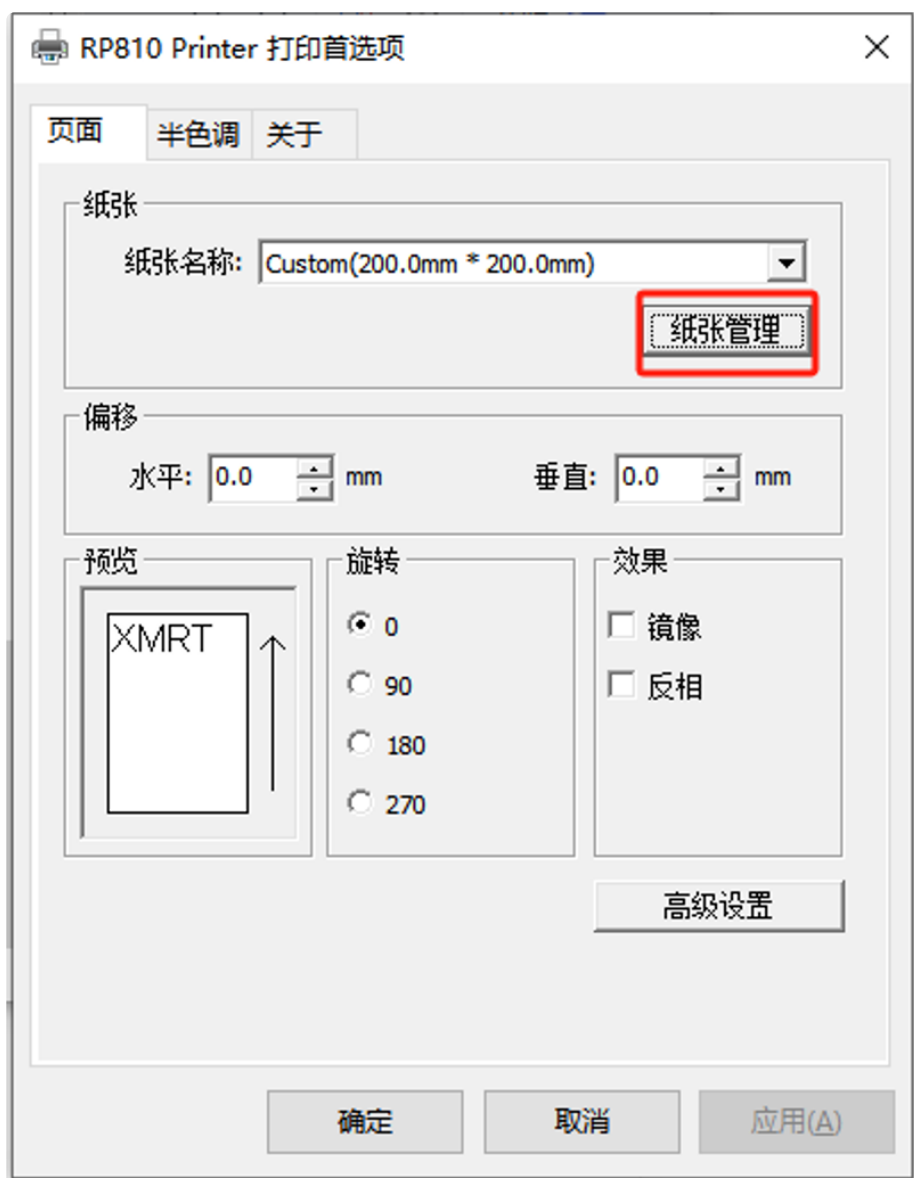 RP810 Printer 打印首选项
页面 半色调 关于
纸张
纸张名称: Custom(200.0mm * 200.0mm)
纸张管理
偏移
水平: 0.0 mm 垂直: 0.0 mm
预览 旋转 效果
XMRT 0 镜像
90 反相
180
270
高级设置
确定 取消 应用(A)